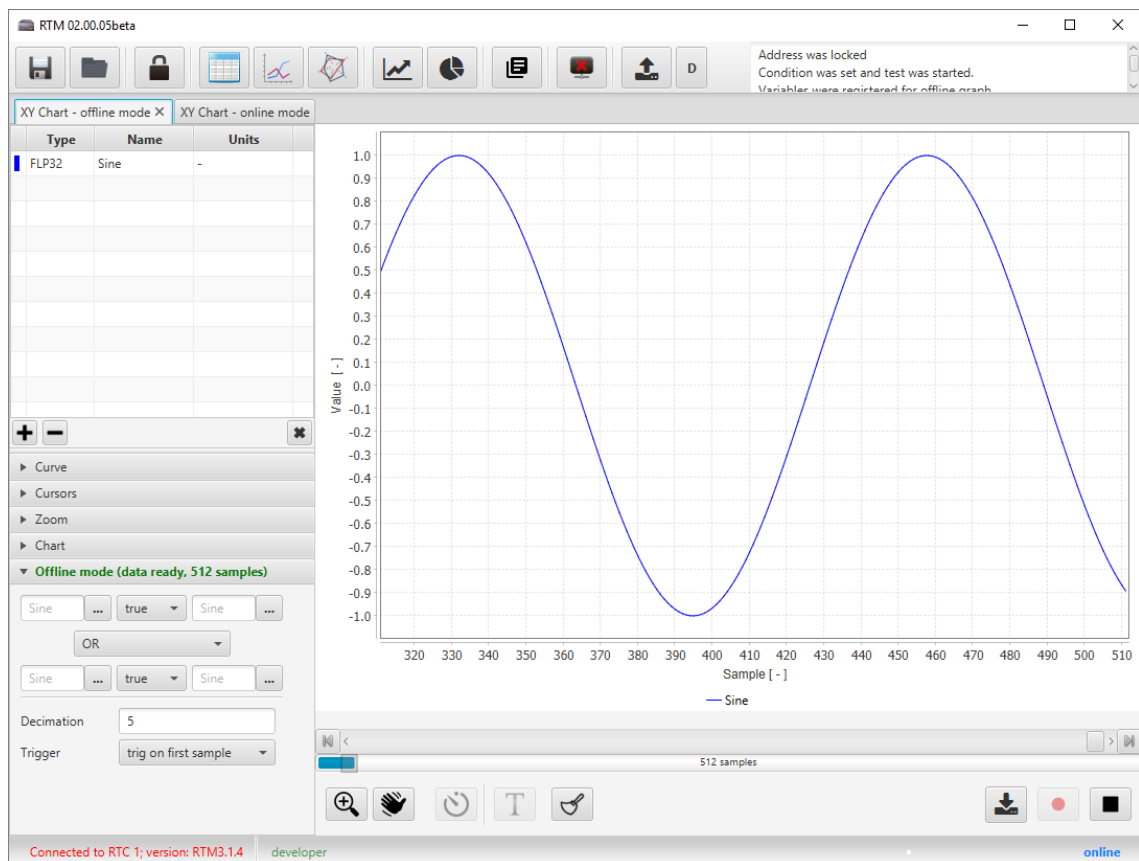 RTM 02.00.05beta
D
Address was locked
Condition was set and test was started.
Variables were registered for offline graph
XY Chart - offline mode
XY Chart - online mode
Type Name Units
FLP32 Sine -
Curve
Cursors
Zoom
Chart
Offline mode (data ready, 512 samples)
Sine ... true Sine ...
OR
Sine ... true Sine ...
Decimation 5
Trigger trig on first sample
Value [ - ]
1.0
0.9
0.8
0.7
0.6
0.5
0.4
0.3
0.2
0.1
0.0
-0.1
-0.2
-0.3
-0.4
-0.5
-0.6
-0.7
-0.8
-0.9
-1.0
320 330 340 350 360 370 380 390 400 410 420 430 440 450 460 470 480 490 500 510
Sample [ - ]
Sine
512 samples
T
Connected to RTC 1; version: RTM3.1.4 developer online